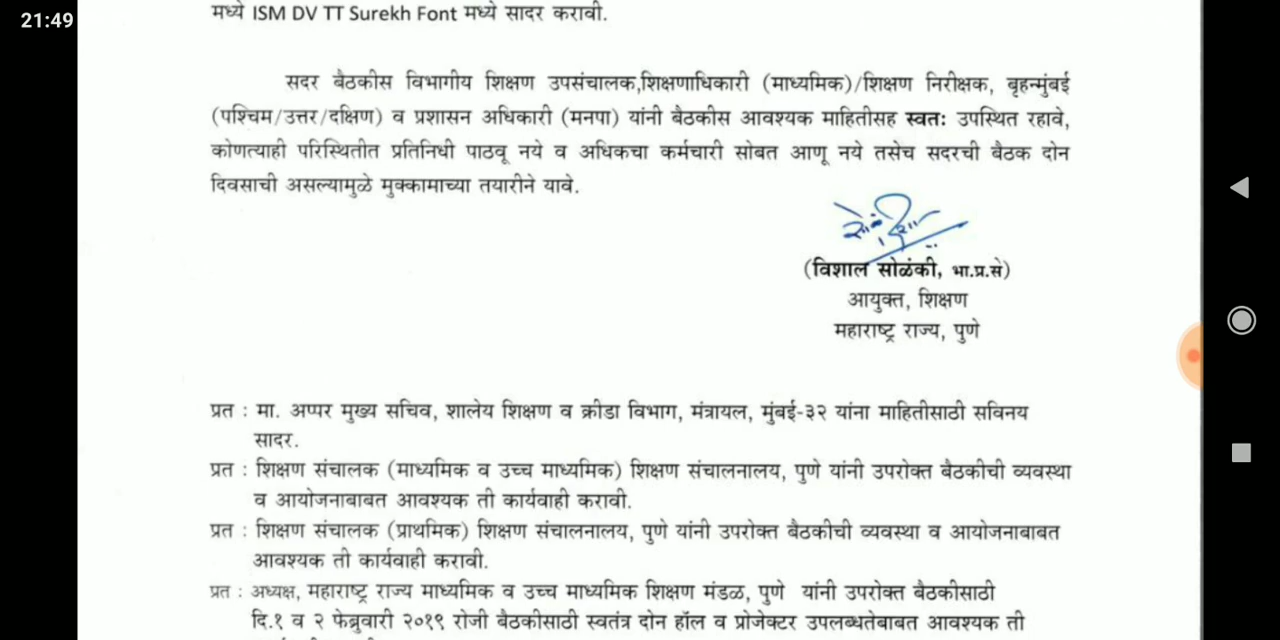 21:49
मध्ये ISM DV TT Surekh Font मध्ये सादर करावी.
सदर बैठकीस विभागीय शिक्षण उपसंचालक,शिक्षणाधिकारी (माध्यमिक)/शिक्षण निरीक्षक, बृहन्मुंबई
(पश्चिम/उत्तर/दक्षिण) व प्रशासन अधिकारी (मनपा) यांनी बैठकीस आवश्यक माहितीसह स्वतः उपस्थित रहावे,
कोणत्याही परिस्थितीत प्रतिनिधी पाठवू नये व अधिकचा कर्मचारी सोबत आणू नये तसेच सदरची बैठक दोन
दिवसाची असल्यामुळे मुक्कामाच्या तयारीने यावे.
(विशाल सोळंकी, भा.प्र.से)
आयुक्त, शिक्षण
महाराष्ट्र राज्य, पुणे
प्रत : मा. अप्पर मुख्य सचिव, शालेय शिक्षण व क्रीडा विभाग, मंत्रायल, मुंबई-३२ यांना माहितीसाठी सविनय
सादर.
प्रत : शिक्षण संचालक (माध्यमिक व उच्च माध्यमिक) शिक्षण संचालनालय, पुणे यांनी उपरोक्त बैठकीची व्यवस्था
व आयोजनाबाबत आवश्यक ती कार्यवाही करावी.
प्रत : शिक्षण संचालक (प्राथमिक) शिक्षण संचालनालय, पुणे यांनी उपरोक्त बैठकीची व्यवस्था व आयोजनाबाबत
आवश्यक ती कार्यवाही करावी.
प्रत : अध्यक्ष, महाराष्ट्र राज्य माध्यमिक व उच्च माध्यमिक शिक्षण मंडळ, पुणे यांनी उपरोक्त बैठकीसाठी
दि.१ व २ फेब्रुवारी २०१९ रोजी बैठकीसाठी स्वतंत्र दोन हॉल व प्रोजेक्टर उपलब्धतेबाबत आवश्यक ती